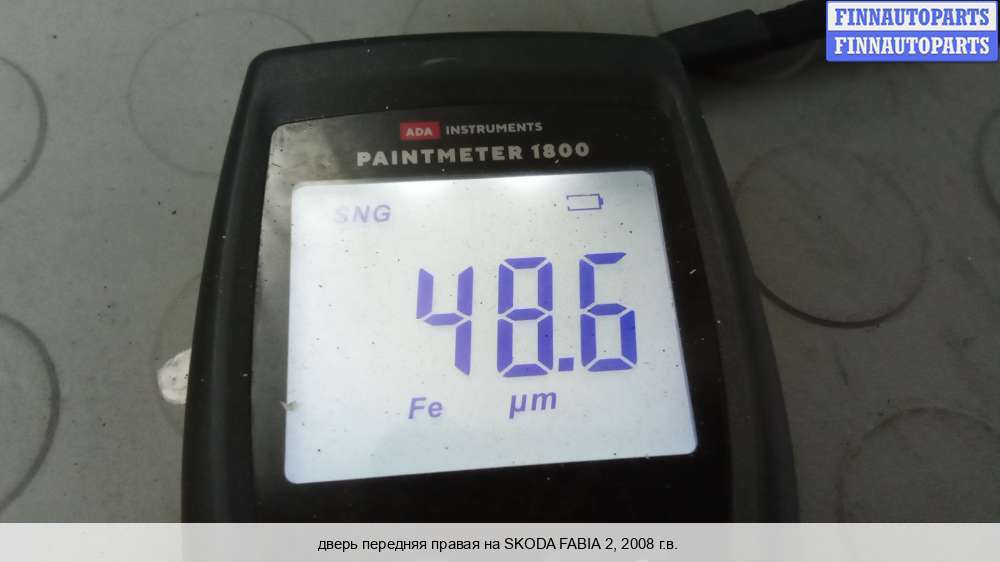 FINNAUTOPARTS
FINNAUTOPARTS
ADA INSTRUMENTS
PAINTMETER 1800
SNG
48.6
Fe µm
дверь передняя правая на SKODA FABIA 2, 2008 г.в.